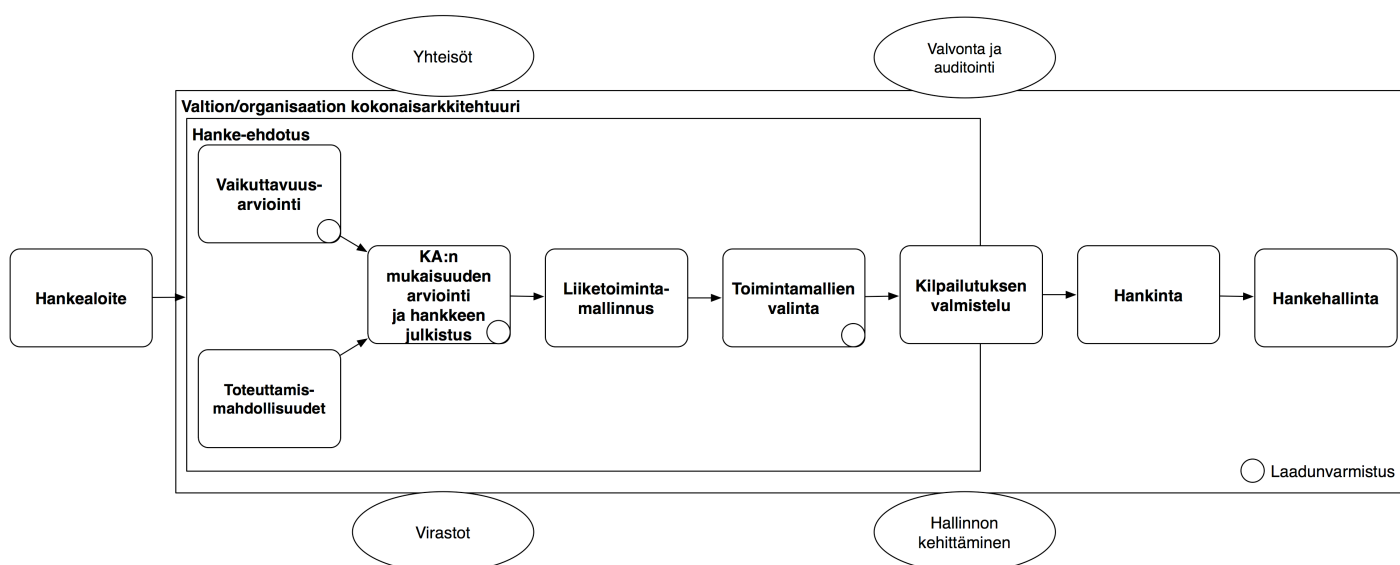 Yhteisöt
Valvonta ja
auditointi
Valtion/organisaation kokonaisarkkitehtuuri
Hanke-ehdotus
Vaikuttavuus-
arviointi
Hankealoite
KA:n
mukaisuuden
arviointi
ja hankkeen
julkistus
Liiketoiminta-
mallinnus
Toimintamallien
valinta
Kilpailutuksen
valmistelu
Hankinta
Hankehallinta
Toteuttamis-
mahdollisuudet
Laadunvarmistus
Virastot
Hallinnon
kehittäminen